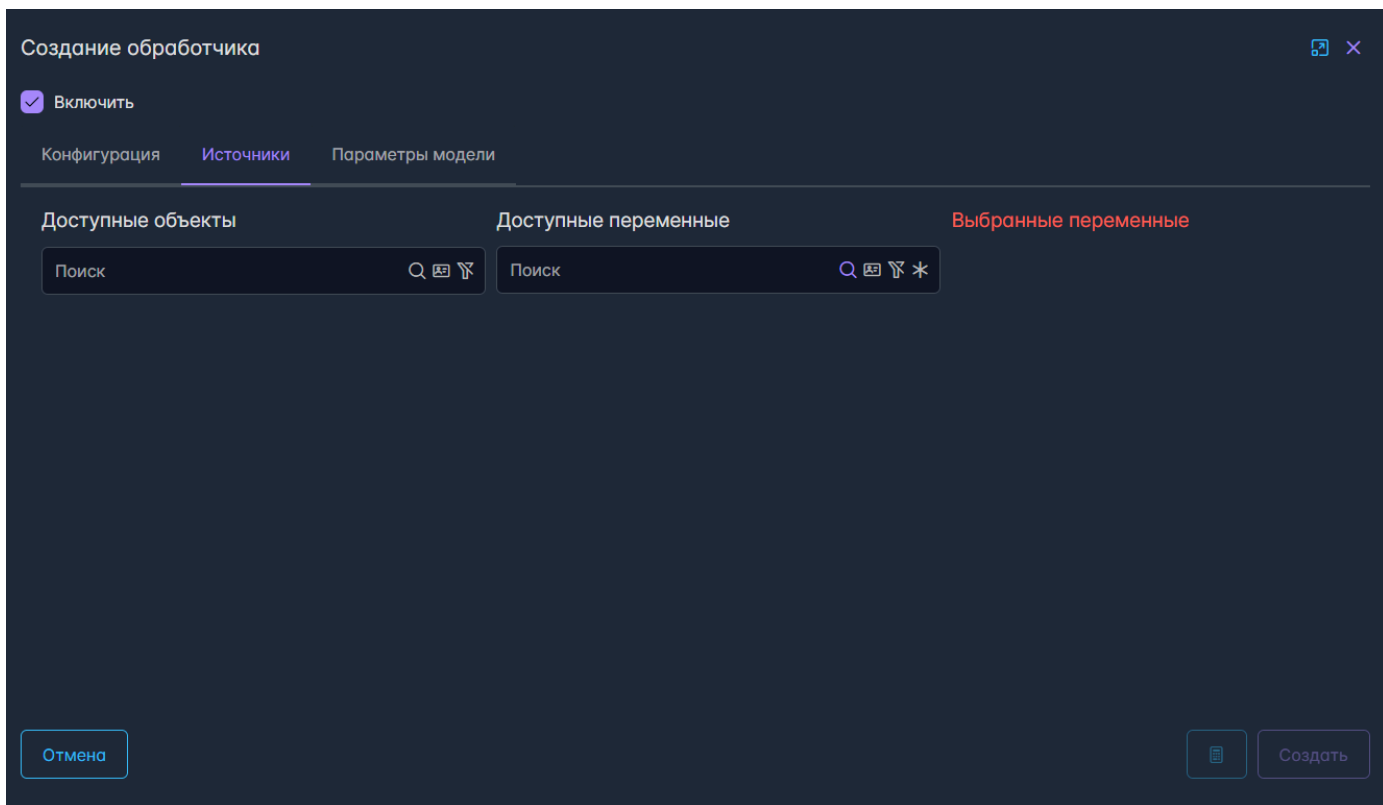 Создание обработчика
Включить
Конфигурация Источники Параметры модели
Доступные объекты Доступные переменные Выбранные переменные
Поиск Поиск
Отмена Создать